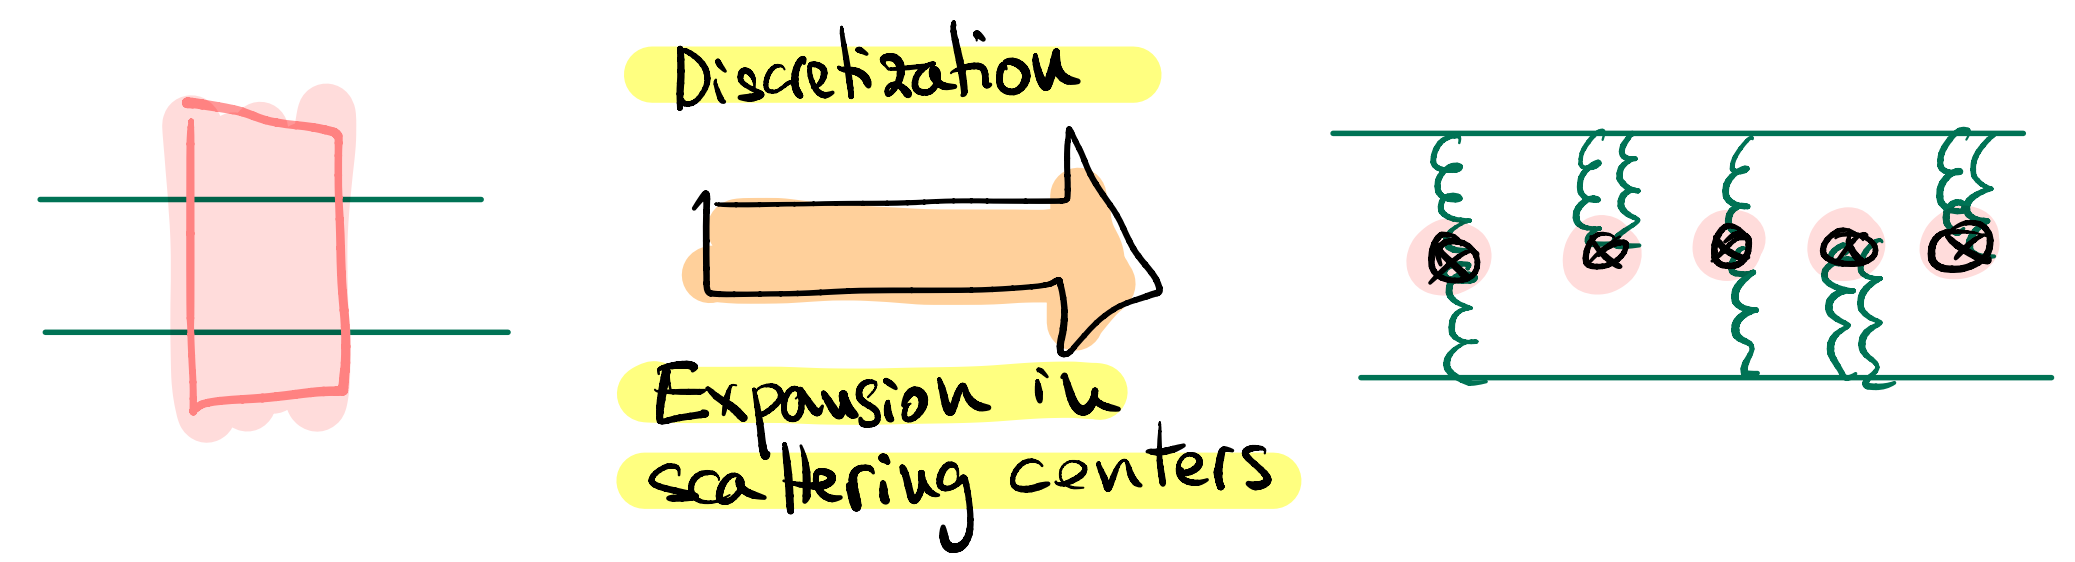 Discretization
Expansion in
scattering centers